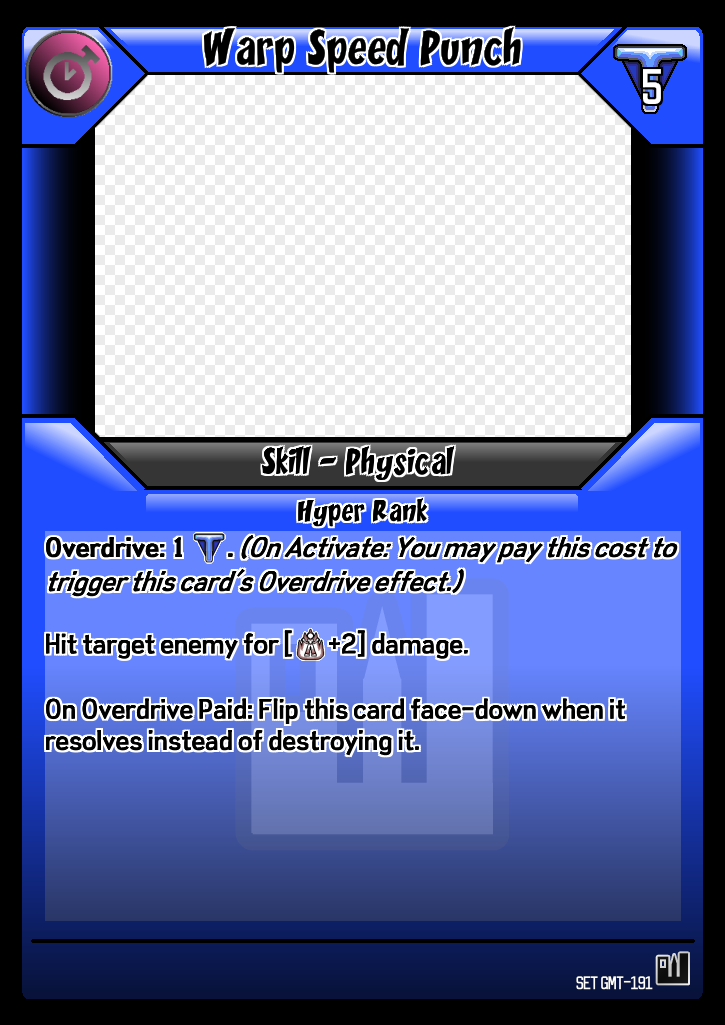 Warp Speed Punch
5
Skill - Physical
Hyper Rank
Overdrive: 1 . (On Activate: You may pay this cost to
trigger this card's Overdrive effect.)
Hit target enemy for [ +2] damage.
On Overdrive Paid: Flip this card face-down when it
resolves instead of destroying it.
SET GMT-191